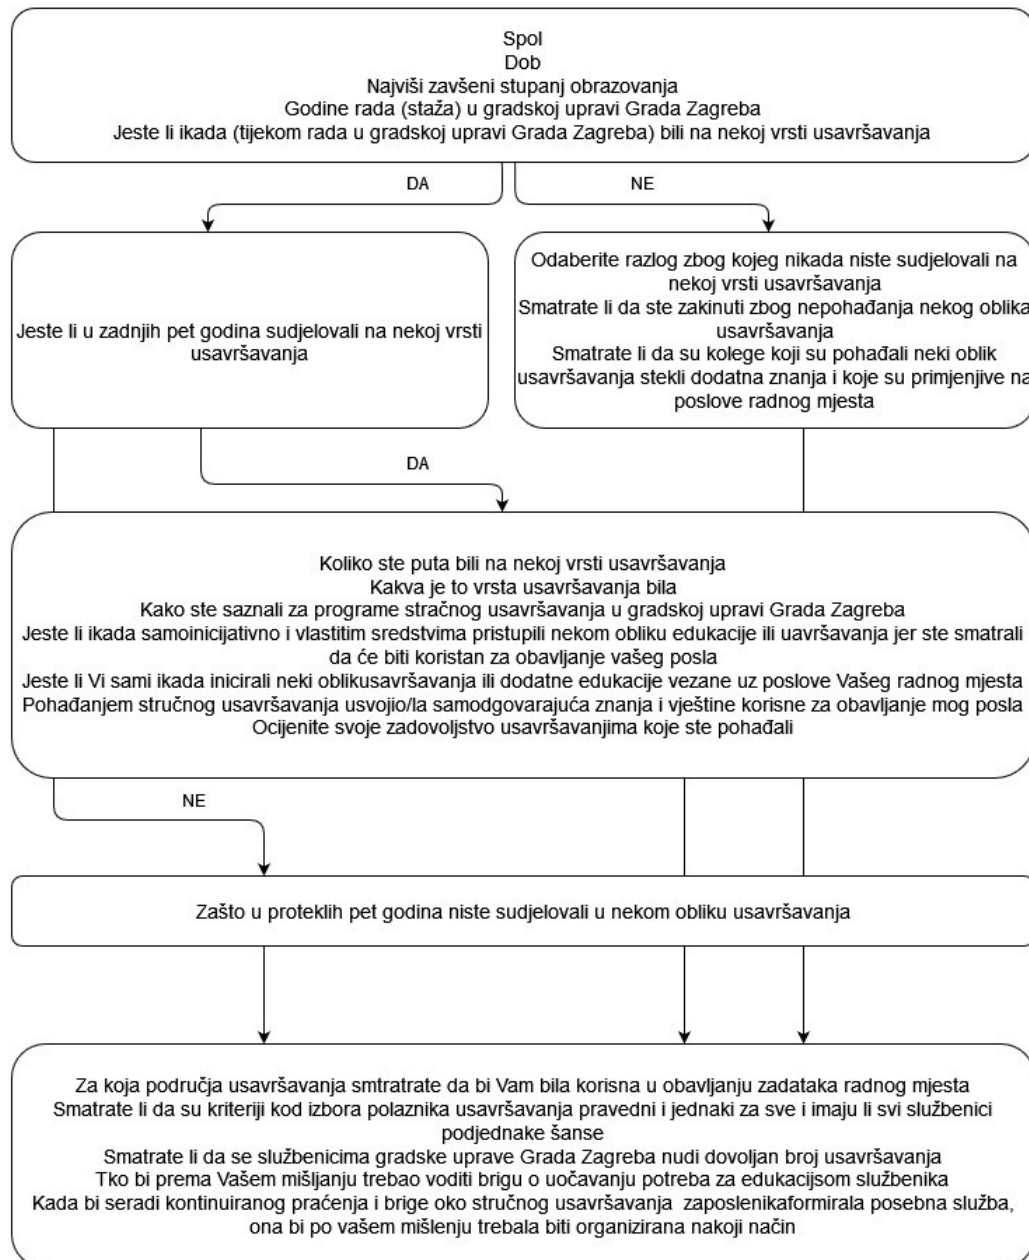 Spol
Dob
Najviši zavšeni stupanj obrazovanja
Godine rada (staža) u gradskoj upravi Grada Zagreba
Jeste li ikada (tijekom rada u gradskoj upravi Grada Zagreba) bili na nekoj vrsti usavršavanja
DA
NE
Jeste li u zadnjih pet godina sudjelovali na nekoj vrsti
usavršavanja
Odaberite razlog zbog kojeg nikada niste sudjelovali na
nekoj vrsti usavršavanja
Smatrate li da ste zakinuti zbog nepohađanja nekog oblika
usavršavanja
Smatrate li da su kolege koji su pohađali neki oblik
usavršavanja stekli dodatna znanja i koje su primjenjive na
poslove radnog mjesta
DA
Koliko ste puta bili na nekoj vrsti usavršavanja
Kakva je to vrsta usavršavanja bila
Kako ste saznali za programe stračnog usavršavanja u gradskoj upravi Grada Zagreba
Jeste li ikada samoinicijativno i vlastitim sredstvima pristupili nekom obliku edukacije ili uavršavanja jer ste smatrali
da će biti koristan za obavljanje vašeg posla
Jeste li Vi sami ikada inicirali neki oblikusavršavanja ili dodatne edukacije vezane uz poslove Vašeg radnog mjesta
Pohađanjem stručnog usavršavanja usvojio/la samodgovarajuća znanja i vještine korisne za obavljanje mog posla
Ocijenite svoje zadovoljstvo usavršavanjima koje ste pohađali
NE
Zašto u proteklih pet godina niste sudjelovali u nekom obliku usavršavanja
Za koja područja usavršavanja smtratrate da bi Vam bila korisna u obavljanju zadataka radnog mjesta
Smatrate li da su kriteriji kod izbora polaznika usavršavanja pravedni i jednaki za sve i imaju li svi službenici
podjednake šanse
Smatrate li da se službenicima gradske uprave Grada Zagreba nudi dovoljan broj usavršavanja
Tko bi prema Vašem mišljanju trebao voditi brigu o uočavanju potreba za edukacijsom službenika
Kada bi seradi kontinuiranog praćenja i brige oko stručnog usavršavanja zaposlenikaformirala posebna služba,
ona bi po vašem mišlenju trebala biti organizirana nakoji način